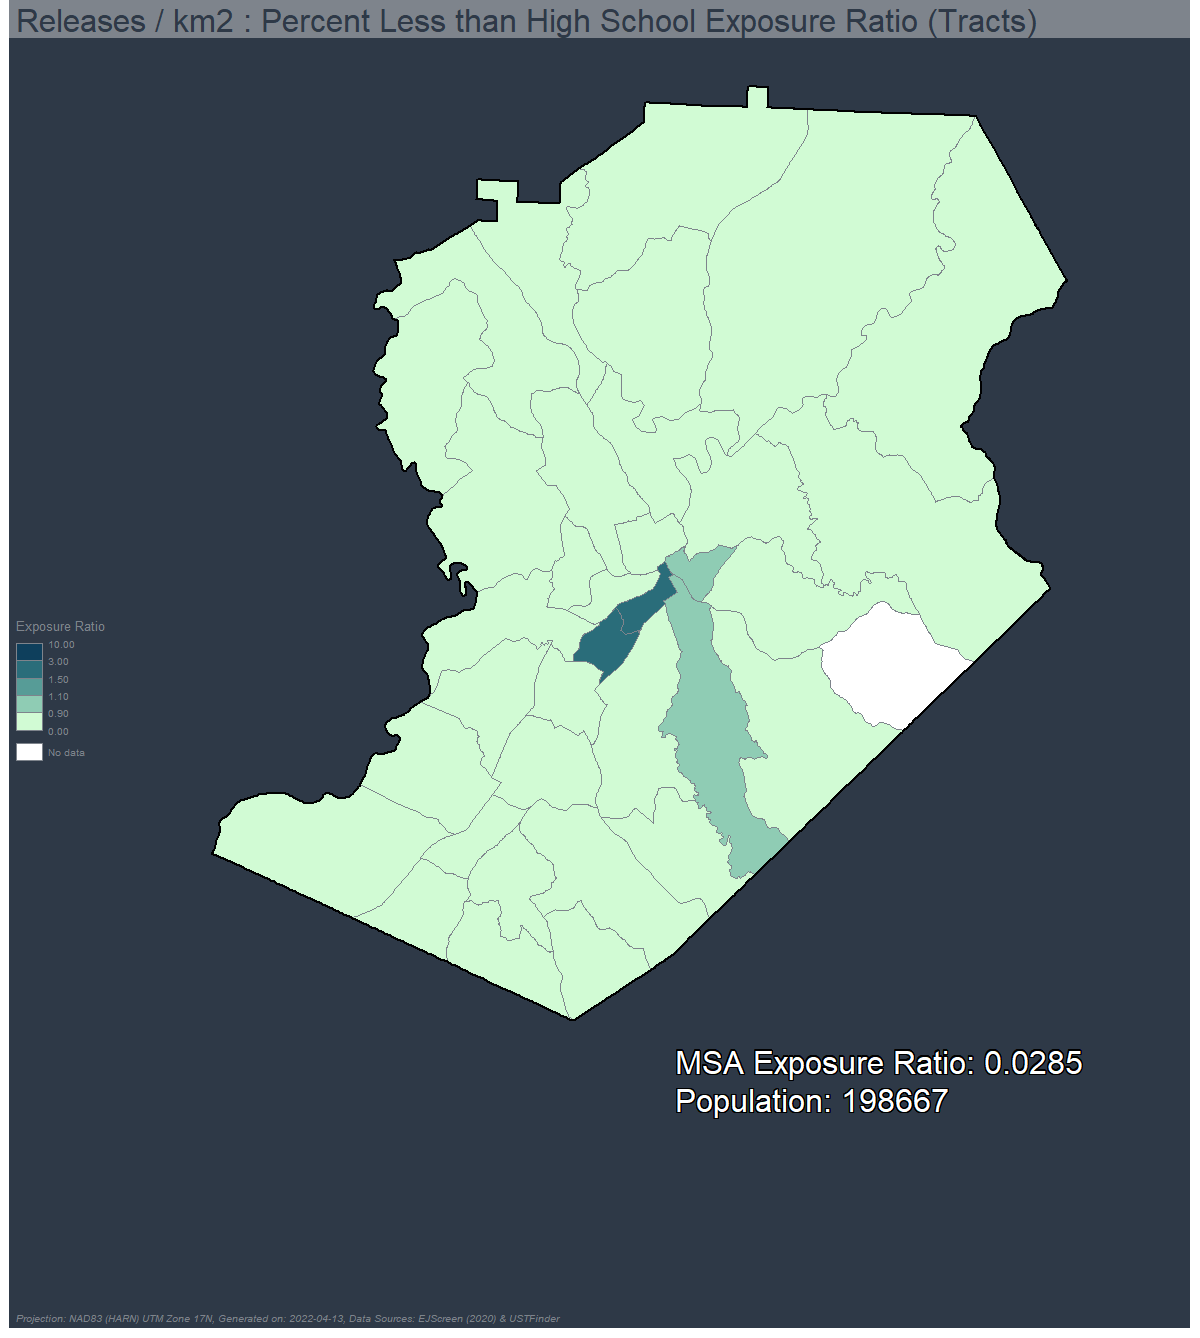 Releases / km2 : Percent Less than High School Exposure Ratio (Tracts)
Exposure Ratio
10.00
3.00
1.50
1.10
0.90
0.00
No data
MSA Exposure Ratio: 0.0285
Population: 198667
Projection: NAD83 (HARN) UTM Zone 17N, Generated on: 2022-04-13, Data Sources: EJScreen (2020) & USTFinder